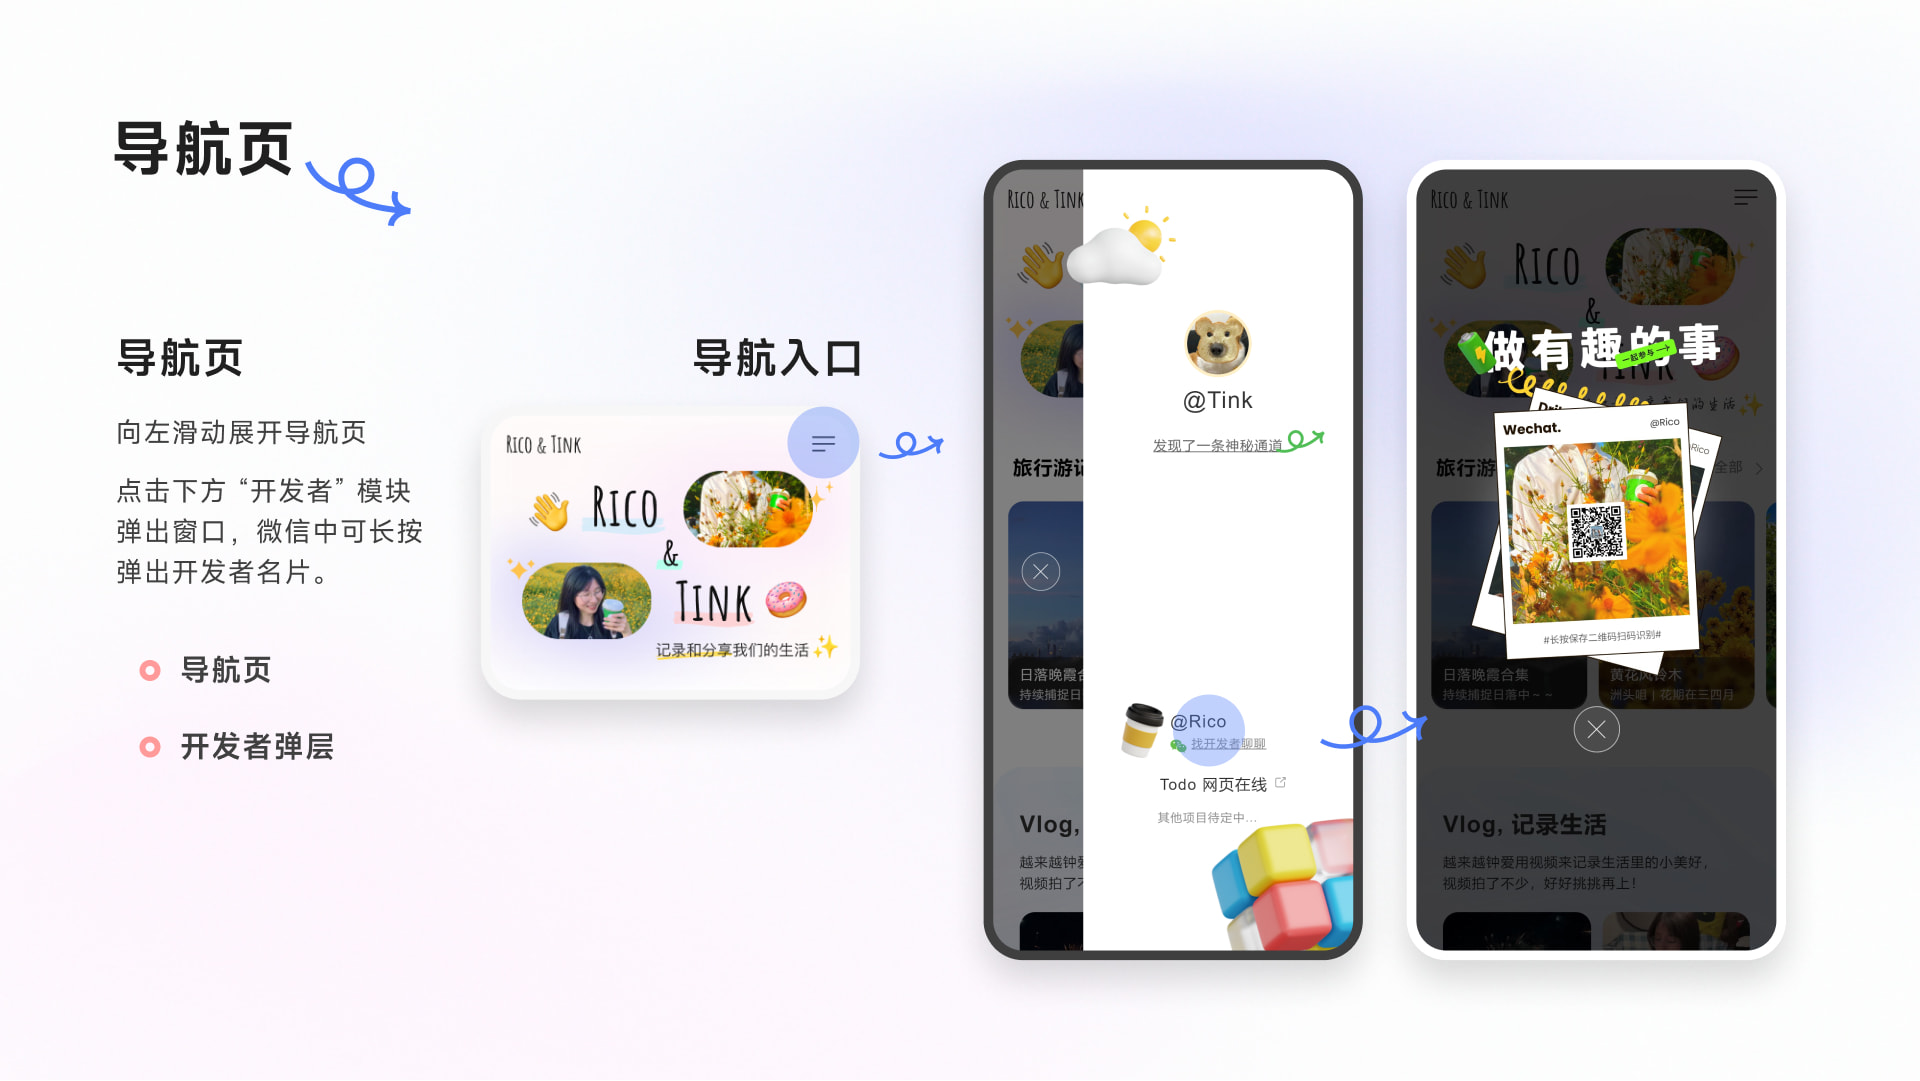 导航页
导航页
向左滑动展开导航页
点击下方“开发者”模块
弹出窗口，微信中可长按
弹出开发者名片。
导航页
开发者弹层
导航入口
Rico & Tink
Rico
&
Tink
记录和分享我们的生活
Rico & Tink
@Tink
发现了一条神秘通道
旅行游记
日落晚霞合
持续捕捉日
@Rico
找开发者聊聊
Todo 网页在线
其他项目待定中...
Vlog,
越来越钟爱
视频拍了不
Rico & Tink
Rico
&
Tink
做有趣的事
一起参与
的生活
旅行游
全部
Wechat.
@Rico
Rico
#长按保存二维码扫码识别#
日落晚霞合集
持续捕捉日落中~~
黄花风铃木
洲头咀 | 花期在三四月
Vlog, 记录生活
越来越钟爱用视频来记录生活里的小美好，
视频拍了不少，好好挑挑再上！